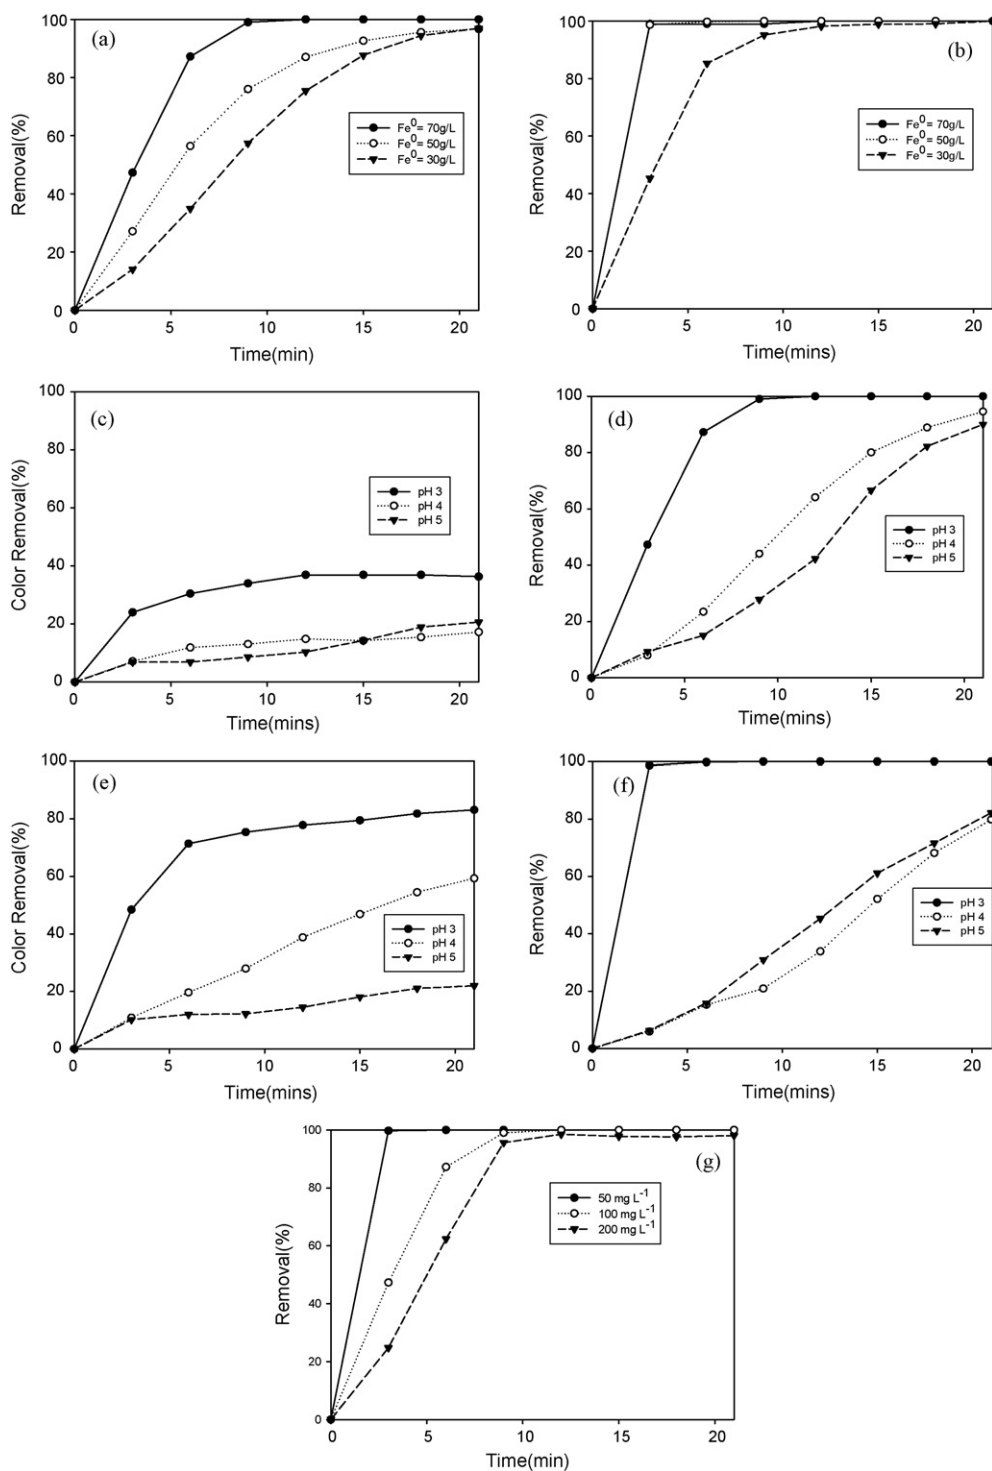 (a)
Removal(%)
100
80
60
40
20
0
Fe⁰= 70g/L
Fe⁰= 50g/L
Fe⁰= 30g/L
0 5 10 15 20
Time(min)
(b)
Removal(%)
100
80
60
40
20
0
Fe⁰= 70g/L
Fe⁰= 50g/L
Fe⁰= 30g/L
0 5 10 15 20
Time(mins)
(c)
Color Removal(%)
100
80
60
40
20
0
pH 3
pH 4
pH 5
0 5 10 15 20
Time(mins)
(d)
Removal(%)
100
80
60
40
20
0
pH 3
pH 4
pH 5
0 5 10 15 20
Time(mins)
(e)
Color Removal(%)
100
80
60
40
20
0
pH 3
pH 4
pH 5
0 5 10 15 20
Time(mins)
(f)
Removal(%)
100
80
60
40
20
0
pH 3
pH 4
pH 5
0 5 10 15 20
Time(mins)
(g)
Removal(%)
100
80
60
40
20
0
50 mg L⁻¹
100 mg L⁻¹
200 mg L⁻¹
0 5 10 15 20
Time(min)